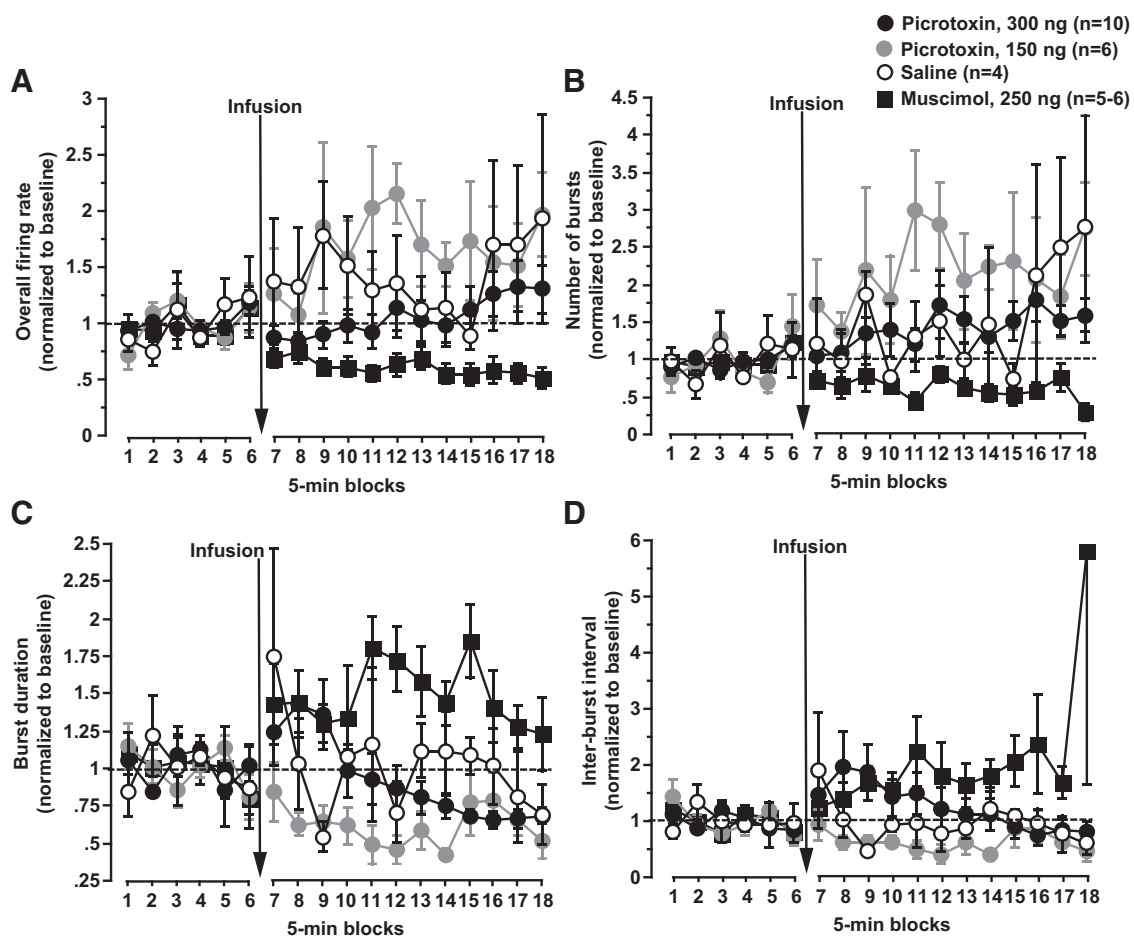 Picrotoxin, 300 ng (n=10)
Picrotoxin, 150 ng (n=6)
Saline (n=4)
Muscimol, 250 ng (n=5-6)
A
Overall firing rate
(normalized to baseline)
3
2.5
2
1.5
1
.5
0
Infusion
1 2 3 4 5 6 7 8 9 10 11 12 13 14 15 16 17 18
5-min blocks
B
Number of bursts
(normalized to baseline)
4.5
4
3.5
3
2.5
2
1.5
1
.5
0
Infusion
1 2 3 4 5 6 7 8 9 10 11 12 13 14 15 16 17 18
5-min blocks
C
Burst duration
(normalized to baseline)
2.5
2.25
2
1.75
1.5
1.25
1
.75
.5
.25
Infusion
1 2 3 4 5 6 7 8 9 10 11 12 13 14 15 16 17 18
5-min blocks
D
Inter-burst interval
(normalized to baseline)
6
5
4
3
2
1
0
Infusion
1 2 3 4 5 6 7 8 9 10 11 12 13 14 15 16 17 18
5-min blocks